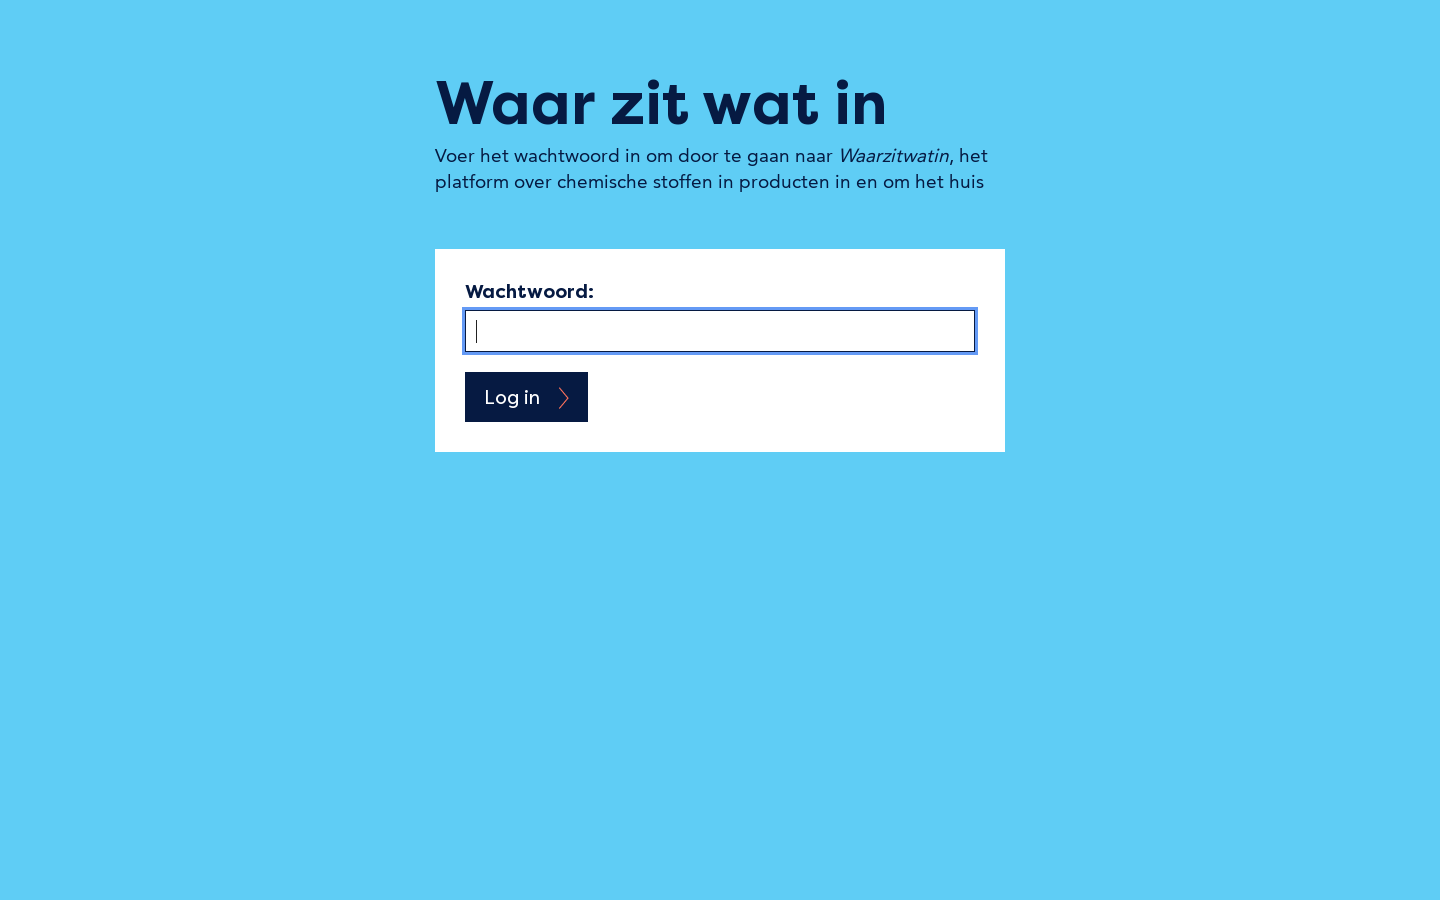 Waar zit wat in
Voer het wachtwoord in om door te gaan naar Waarzitwatin, het
platform over chemische stoffen in producten in en om het huis
Wachtwoord:
Log in